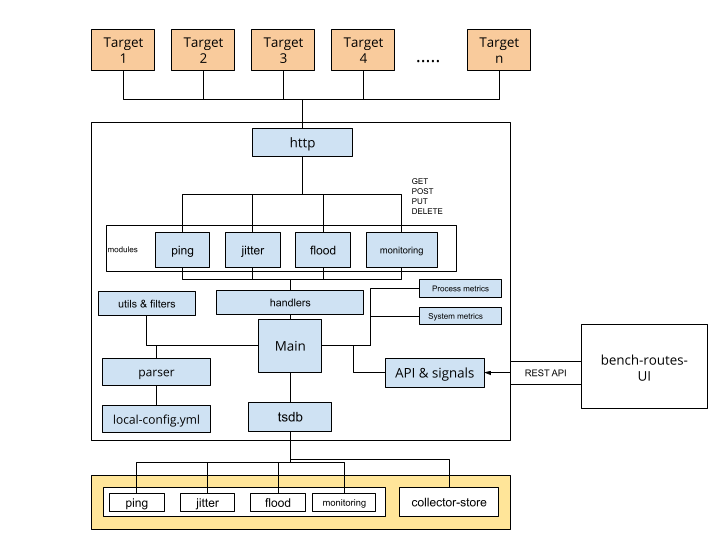 Target
1
Target
2
Target
3
Target
4
.....
Target
n
http
GET
POST
PUT
DELETE
modules
ping
jitter
flood
monitoring
Process metrics
utils & filters
handlers
System metrics
Main
parser
API & signals
REST API
bench-routes-
UI
local-config.yml
tsdb
ping
jitter
flood
monitoring
collector-store